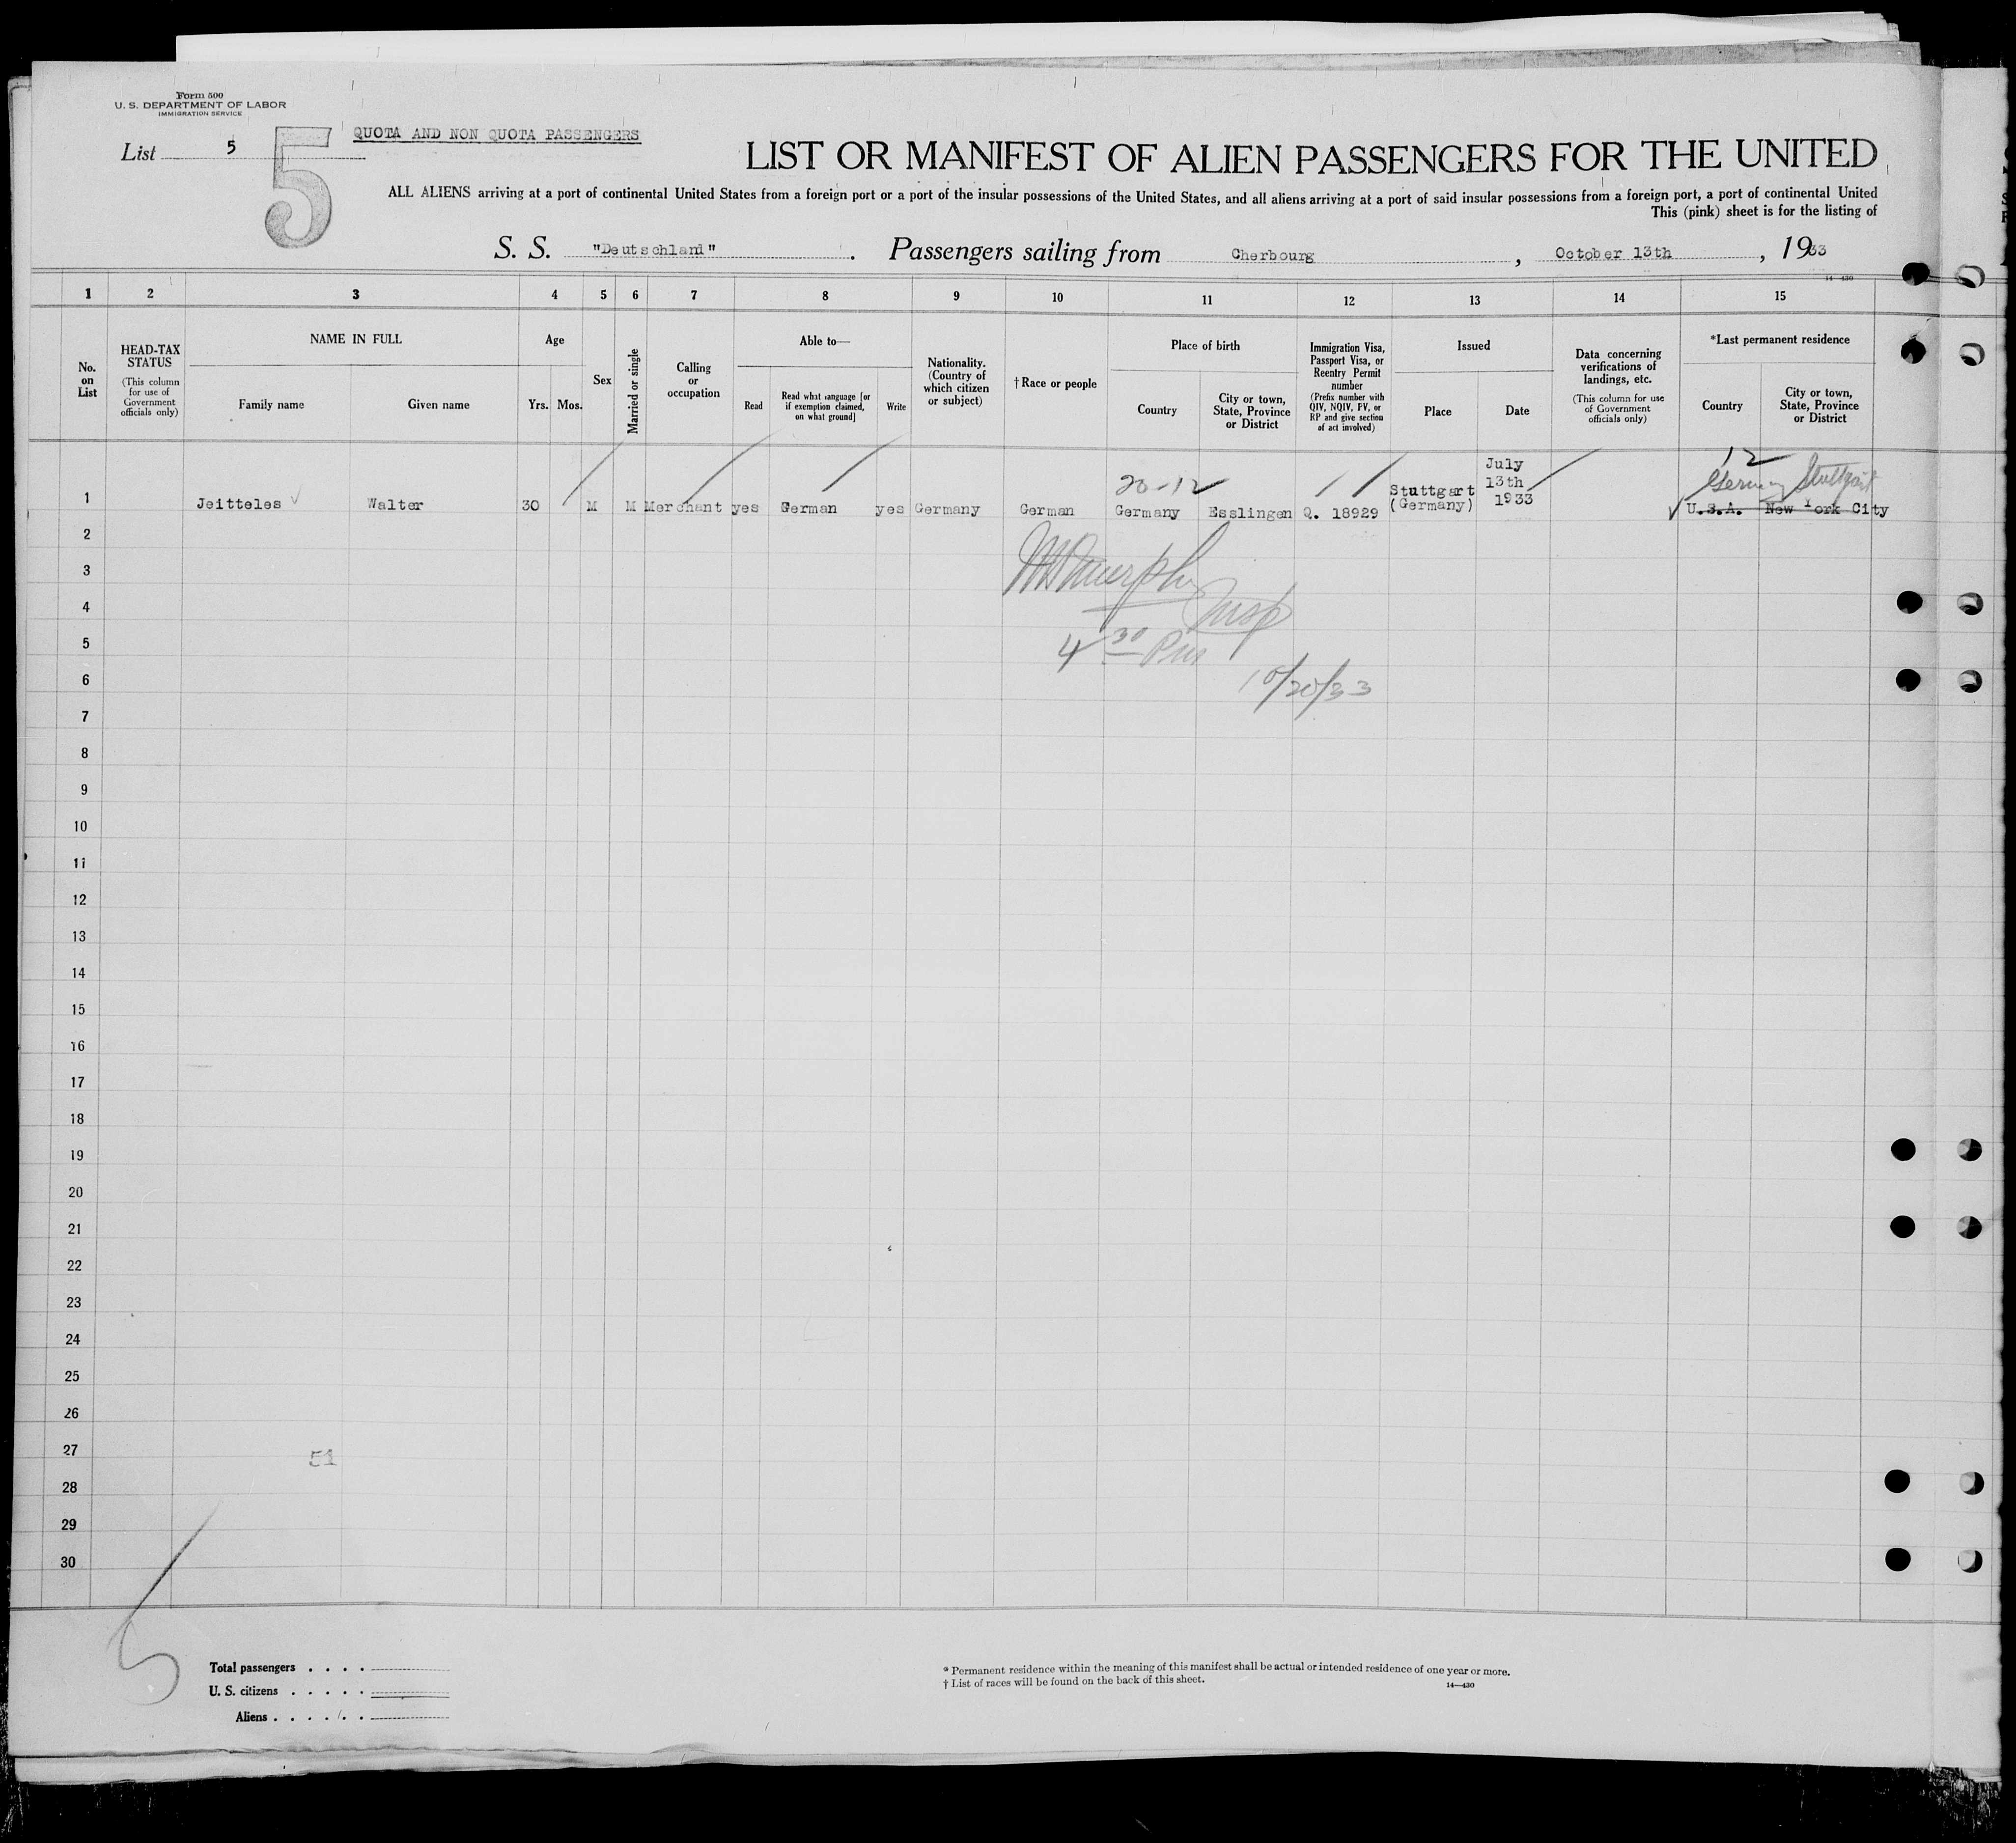 Form 500
U. S. DEPARTMENT OF LABOR
IMMIGRATION SERVICE
List 5
5
QUOTA AND NON QUOTA PASSENGERS
LIST OR MANIFEST OF ALIEN PASSENGERS FOR THE UNITED
ALL ALIENS arriving at a port of continental United States from a foreign port or a port of the insular possessions of the United States, and all aliens arriving at a port of said insular possessions from a foreign port, a port of continental United
This (pink) sheet is for the listing of
S. S. "Deutschland". Passengers sailing from Cherbourg, October 13th, 1933
14—430
1 2 3 4 5 6 7 8 9 10 11 12 13 14 15
No. on List
HEAD-TAX STATUS
(This column for use of Government officials only)
NAME IN FULL
Family name
Given name
Age
Yrs. Mos.
Sex
Married or single
Calling or occupation
Able to—
Read
Read what language [or if exemption claimed, on what ground]
Write
Nationality. (Country of which citizen or subject)
†Race or people
Place of birth
Country
City or town, State, Province or District
Immigration Visa, Passport Visa, or Reentry Permit number
(Prefix number with QIV, NQIV, PV, or RP and give section of act involved)
Issued
Place
Date
Data concerning verifications of landings, etc.
(This column for use of Government officials only)
*Last permanent residence
Country
City or town, State, Province or District
20-12
12
Germany Stuttgart
1 Jeitteles Walter 30 M M Merchant yes German yes Germany German Germany Esslingen Q. 18929 Stuttgart (Germany) July 13th 1933 U.S.A. New York City
2
3
Murphy
4
Insp
5
4 30 Pm
6
10/20/33
7
8
9
10
11
12
13
14
15
16
17
18
19
20
21
22
23
24
25
26
27
51
28
29
30
5
Total passengers . . . .
U. S. citizens . . . . .
Aliens . . . . . .
* Permanent residence within the meaning of this manifest shall be actual or intended residence of one year or more.
† List of races will be found on the back of this sheet.
14—430